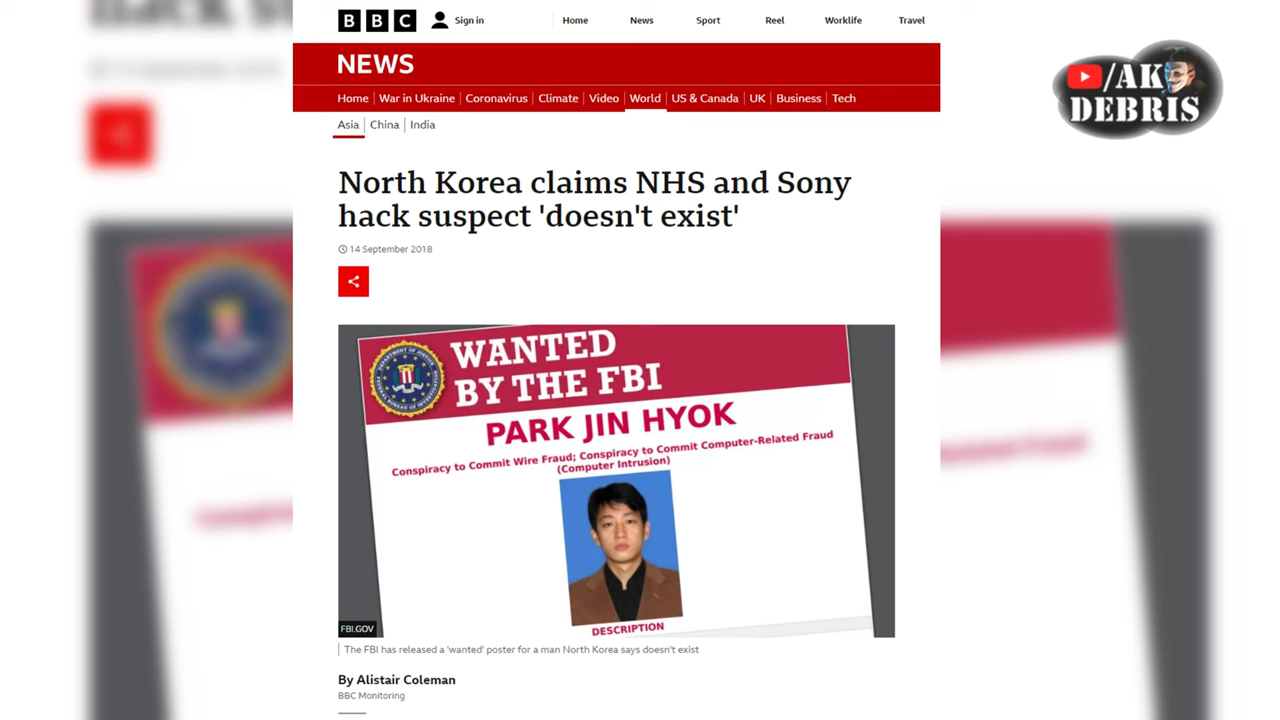 BBC Sign in Home News Sport Reel Worklife Travel
NEWS
Home War in Ukraine Coronavirus Climate Video World US & Canada UK Business Tech
Asia China India
North Korea claims NHS and Sony
hack suspect 'doesn't exist'
14 September 2018
WANTED
BY THE FBI
PARK JIN HYOK
Conspiracy to Commit Wire Fraud; Conspiracy to Commit Computer-Related Fraud
(Computer Intrusion)
DESCRIPTION
FBI.GOV
The FBI has released a 'wanted' poster for a man North Korea says doesn't exist
By Alistair Coleman
BBC Monitoring
/AK
DEBRIS